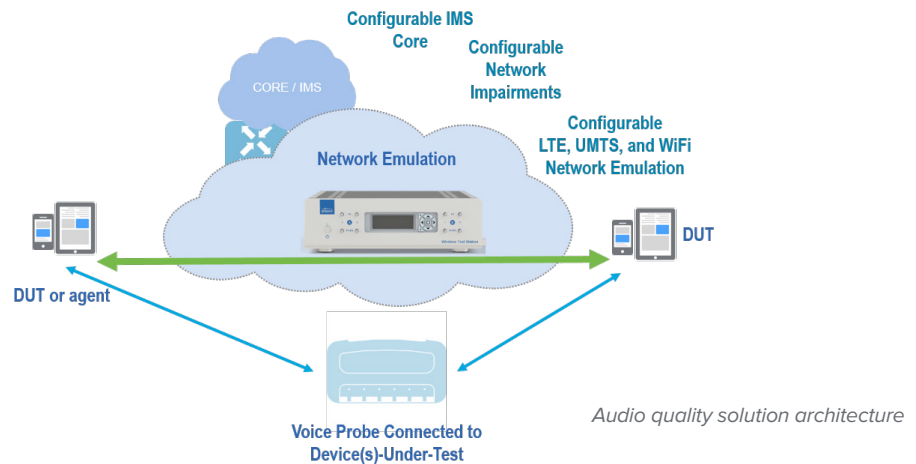 Configurable IMS
Core
Configurable
Network
Impairments
CORE / IMS
Configurable
LTE, UMTS, and WiFi
Network Emulation
Network Emulation
DUT
DUT or agent
Voice Probe Connected to
Device(s)-Under-Test
Audio quality solution architecture